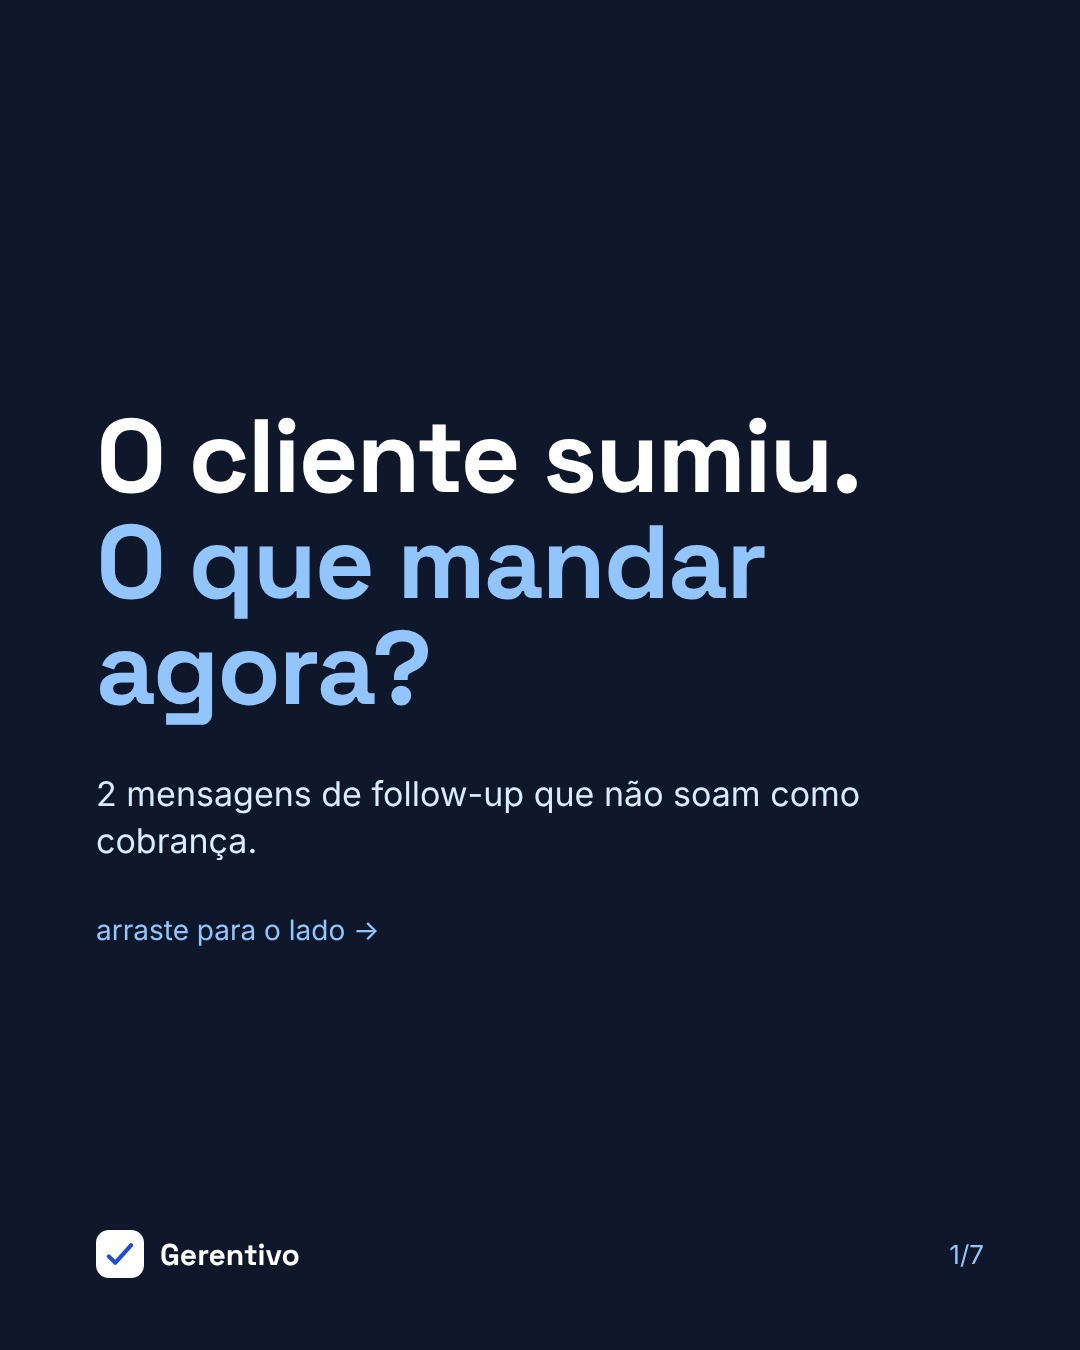 O cliente sumiu.
O que mandar
agora?
2 mensagens de follow-up que não soam como
cobrança.
arraste para o lado →
Gerentivo
1/7